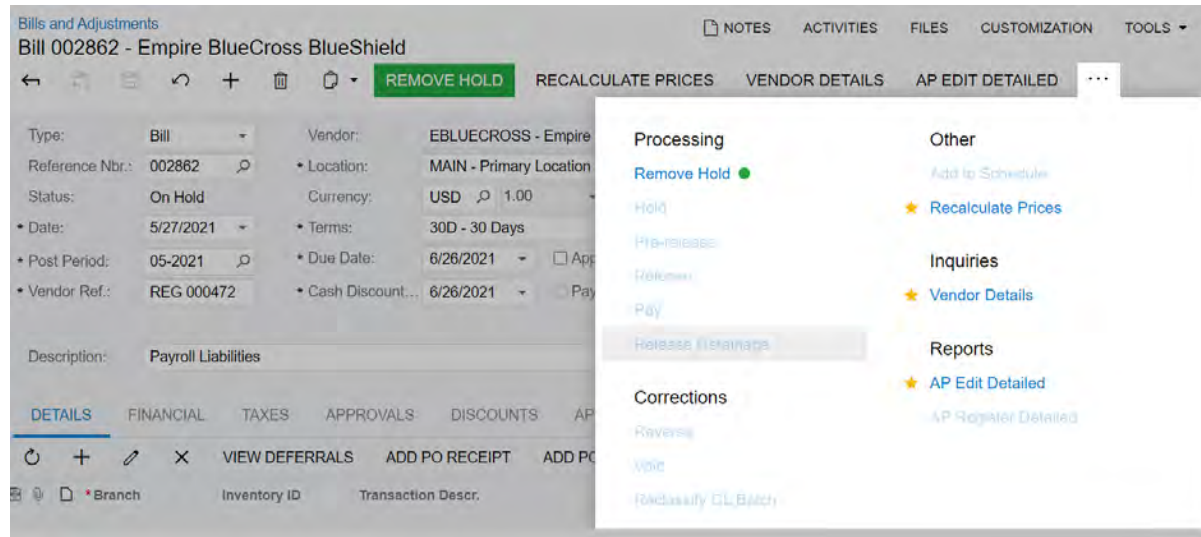 Bills and Adjustments
Bill 002862 - Empire BlueCross BlueShield
NOTES ACTIVITIES FILES CUSTOMIZATION TOOLS
REMOVE HOLD RECALCULATE PRICES VENDOR DETAILS AP EDIT DETAILED ...
Type: Bill Vendor: EBLUECROSS - Empire
Reference Nbr.: 002862 * Location: MAIN - Primary Location
Status: On Hold Currency: USD 1.00
* Date: 5/27/2021 * Terms: 30D - 30 Days
* Post Period: 05-2021 * Due Date: 6/26/2021 App
* Vendor Ref.: REG 000472 * Cash Discount... 6/26/2021 Pay
Description: Payroll Liabilities
DETAILS FINANCIAL TAXES APPROVALS DISCOUNTS AP
VIEW DEFERRALS ADD PO RECEIPT ADD PO
* Branch Inventory ID Transaction Descr.
Processing
Remove Hold
Hold
Pre-release
Release
Pay
Release Retainage
Corrections
Reverse
Void
Reclassify GL Batch
Other
Add to Schedule
Recalculate Prices
Inquiries
Vendor Details
Reports
AP Edit Detailed
AP Register Detailed